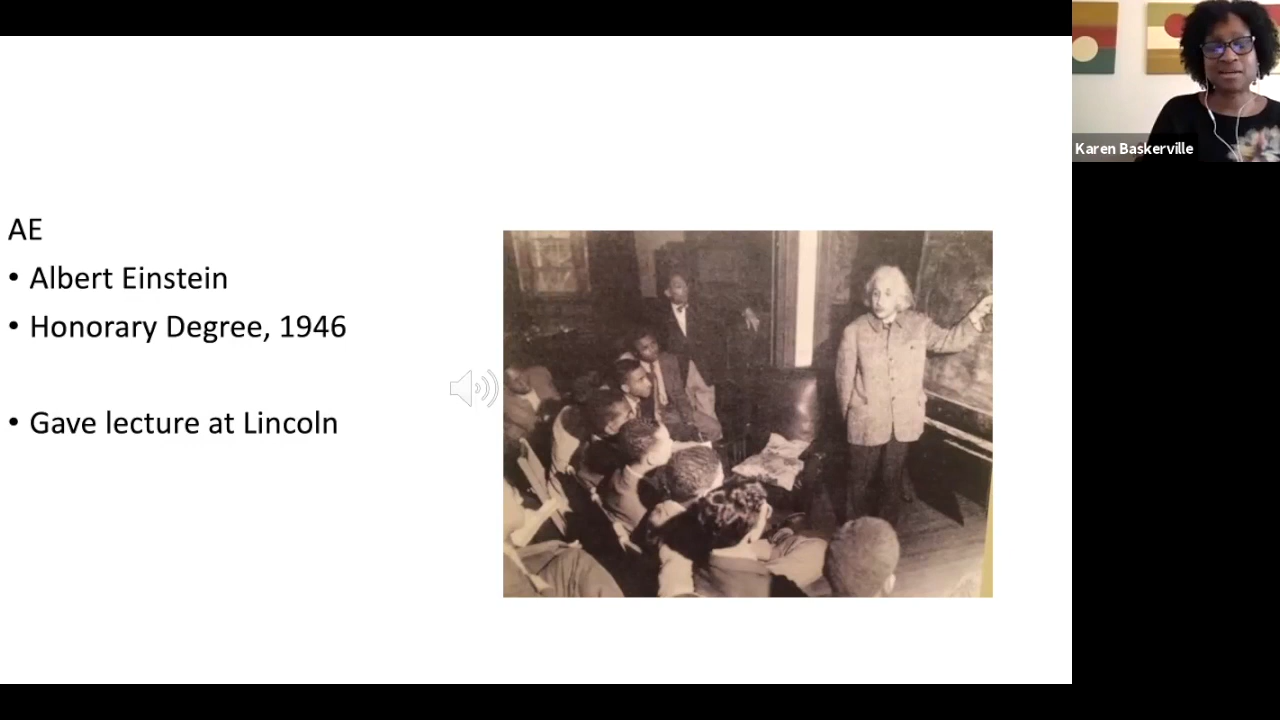 AE
• Albert Einstein
• Honorary Degree, 1946
• Gave lecture at Lincoln
Karen Baskerville